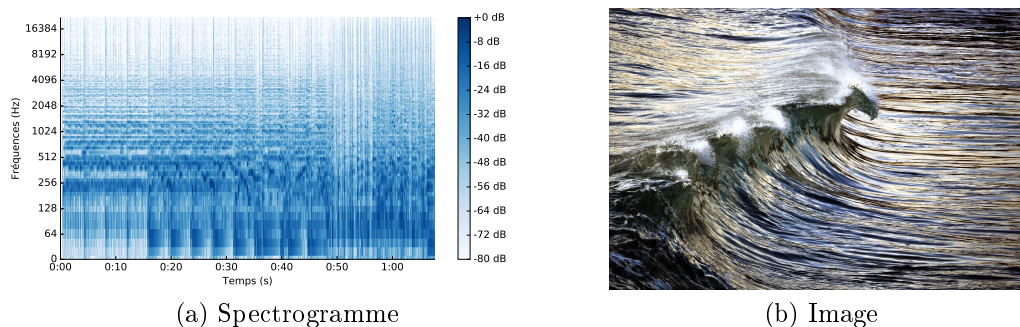 16384
8192
4096
2048
1024
512
256
128
64
0
Fréquences (Hz)
0:00 0:10 0:20 0:30 0:40 0:50 1:00
Temps (s)
+0 dB
-8 dB
-16 dB
-24 dB
-32 dB
-40 dB
-48 dB
-56 dB
-64 dB
-72 dB
-80 dB
(a) Spectrogramme
(b) Image